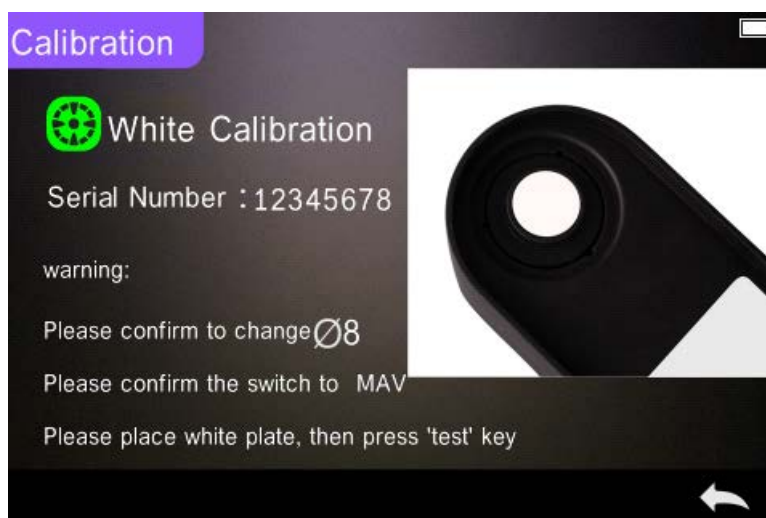 Calibration
White Calibration
Serial Number :12345678
warning:
Please confirm to change Ø8
Please confirm the switch to MAV
Please place white plate, then press 'test' key